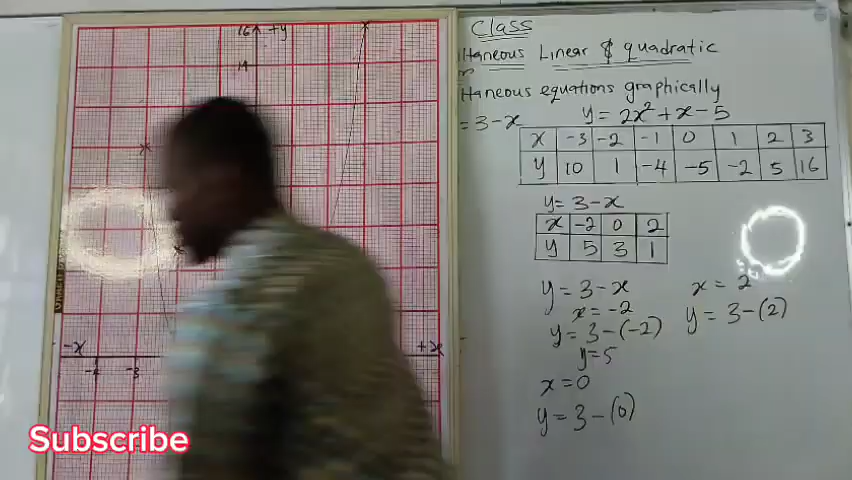 Class
ltaneous Linear & quadratic
ltaneous equations graphically
= 3-x y = 2x² + x - 5
x -3 -2 -1 0 1 2 3
y 10 1 -4 -5 -2 5 16
y = 3 - x
x -2 0 2
y 5 3 1
y = 3 - x
x = -2
y = 3 - (-2)
y = 5
x = 0
y = 3 - (0)
x = 2
y = 3 - (2)
16 +y
14
-x +x
-4 -3
Subscribe